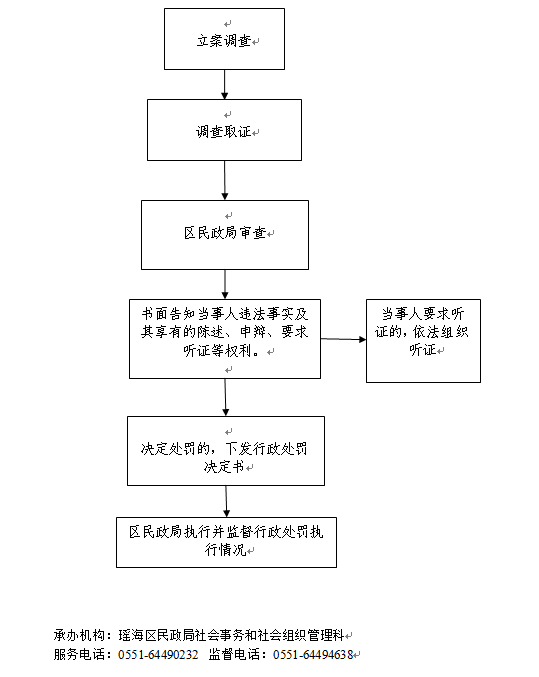 立案调查
调查取证
区民政局审查
书面告知当事人违法事实及
其享有的陈述、申辩、要求
听证等权利。
当事人要求听
证的，依法组织
听证
决定处罚的，下发行政处罚
决定书
区民政局执行并监督行政处罚执
行情况
承办机构：瑶海区民政局社会事务和社会组织管理科
服务电话：0551-64490232 监督电话：0551-64494638